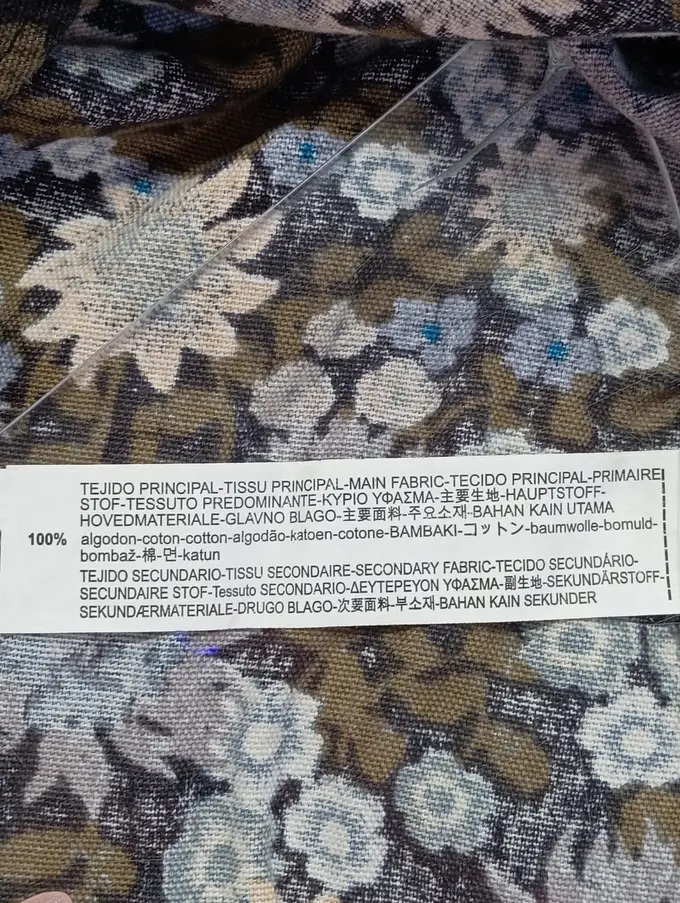 TEJIDO PRINCIPAL-TISSU PRINCIPAL-MAIN FABRIC-TECIDO PRINCIPAL-PRIMAIRE
STOF-TESSUTO PREDOMINANTE-ΚΥΡΙΟ ΥΦΑΣΜΑ-主要生地-HAUPTSTOFF-
HOVEDMATERIALE-GLAVNO BLAGO-主要面料-주요소재-BAHAN KAIN UTAMA
100% algodon-coton-cotton-algodão-katoen-cotone-BAMBAKI-コットン-baumwolle-bomuld-
bombaž-棉-면-katun
TEJIDO SECUNDARIO-TISSU SECONDAIRE-SECONDARY FABRIC-TECIDO SECUNDÁRIO-
SECUNDAIRE STOF-Tessuto SECONDARIO-ΔΕΥΤΕΡΕΥΟΝ ΥΦΑΣΜΑ-副生地-SEKUNDÄRSTOFF-
SEKUNDÆRMATERIALE-DRUGO BLAGO-次要面料-부소재-BAHAN KAIN SEKUNDER